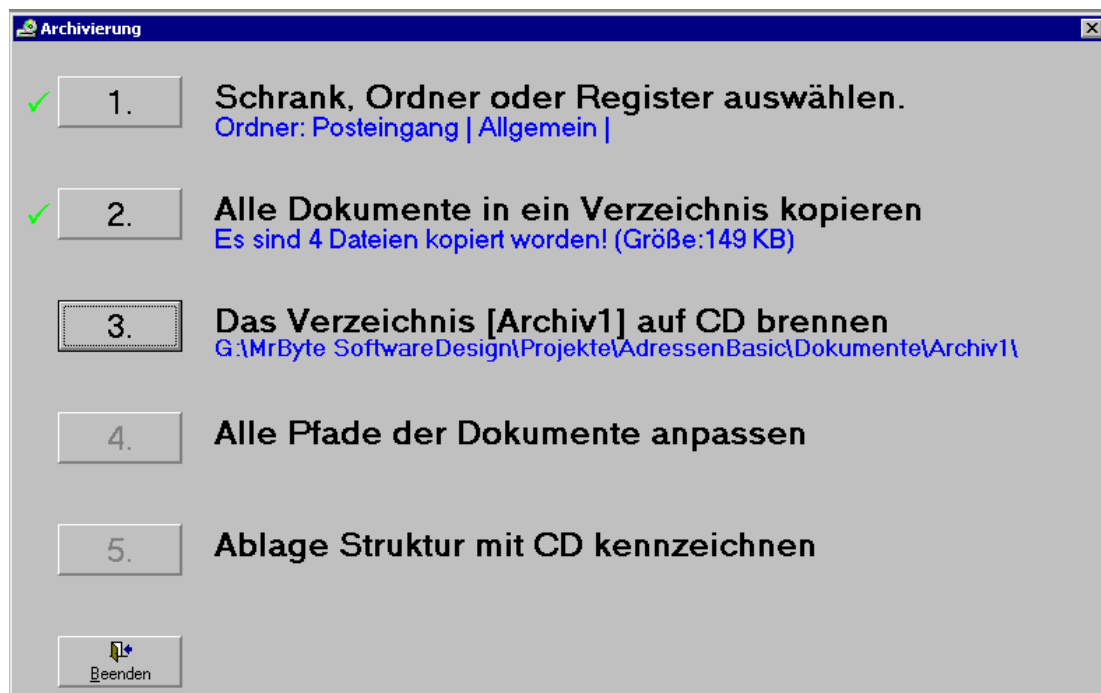 Archivierung
1.
Schrank, Ordner oder Register auswählen.
Ordner: Posteingang | Allgemein |
2.
Alle Dokumente in ein Verzeichnis kopieren
Es sind 4 Dateien kopiert worden! (Größe:149 KB)
3.
Das Verzeichnis [Archiv1] auf CD brennen
G:\MrByte SoftwareDesign\Projekte\AdressenBasic\Dokumente\Archiv1\
4.
Alle Pfade der Dokumente anpassen
5.
Ablage Struktur mit CD kennzeichnen
Beenden